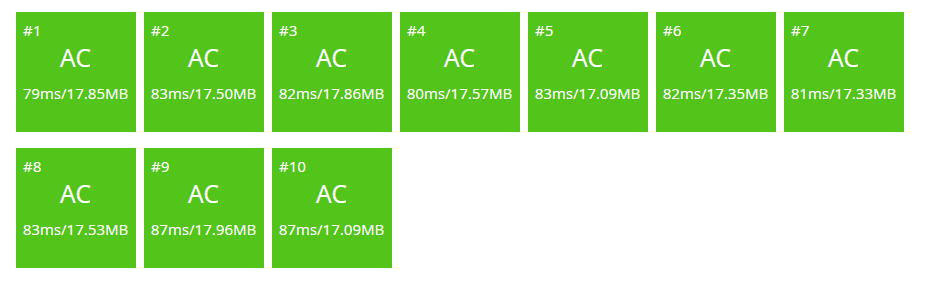 #1
AC
79ms/17.85MB
#2
AC
83ms/17.50MB
#3
AC
82ms/17.86MB
#4
AC
80ms/17.57MB
#5
AC
83ms/17.09MB
#6
AC
82ms/17.35MB
#7
AC
81ms/17.33MB
#8
AC
83ms/17.53MB
#9
AC
87ms/17.96MB
#10
AC
87ms/17.09MB